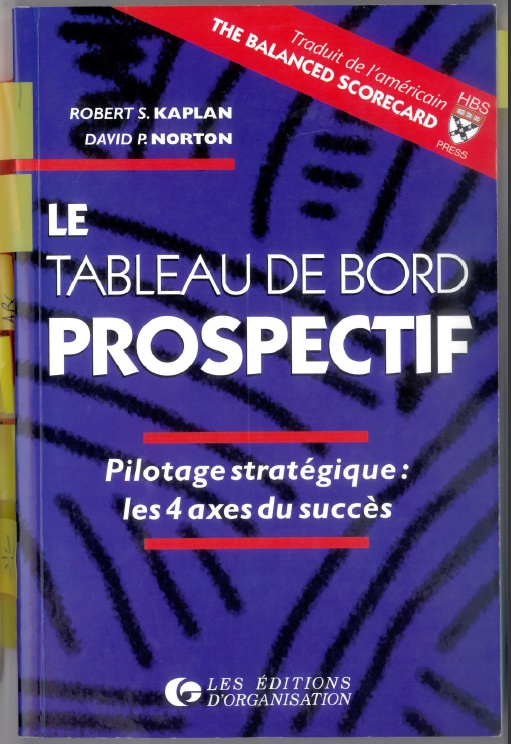 Traduit de l'américain
THE BALANCED SCORECARD
HBS
PRESS
ROBERT S. KAPLAN
DAVID P. NORTON
LE
TABLEAU DE BORD
PROSPECTIF
Pilotage stratégique :
les 4 axes du succès
LES ÉDITIONS
D'ORGANISATION
ABC